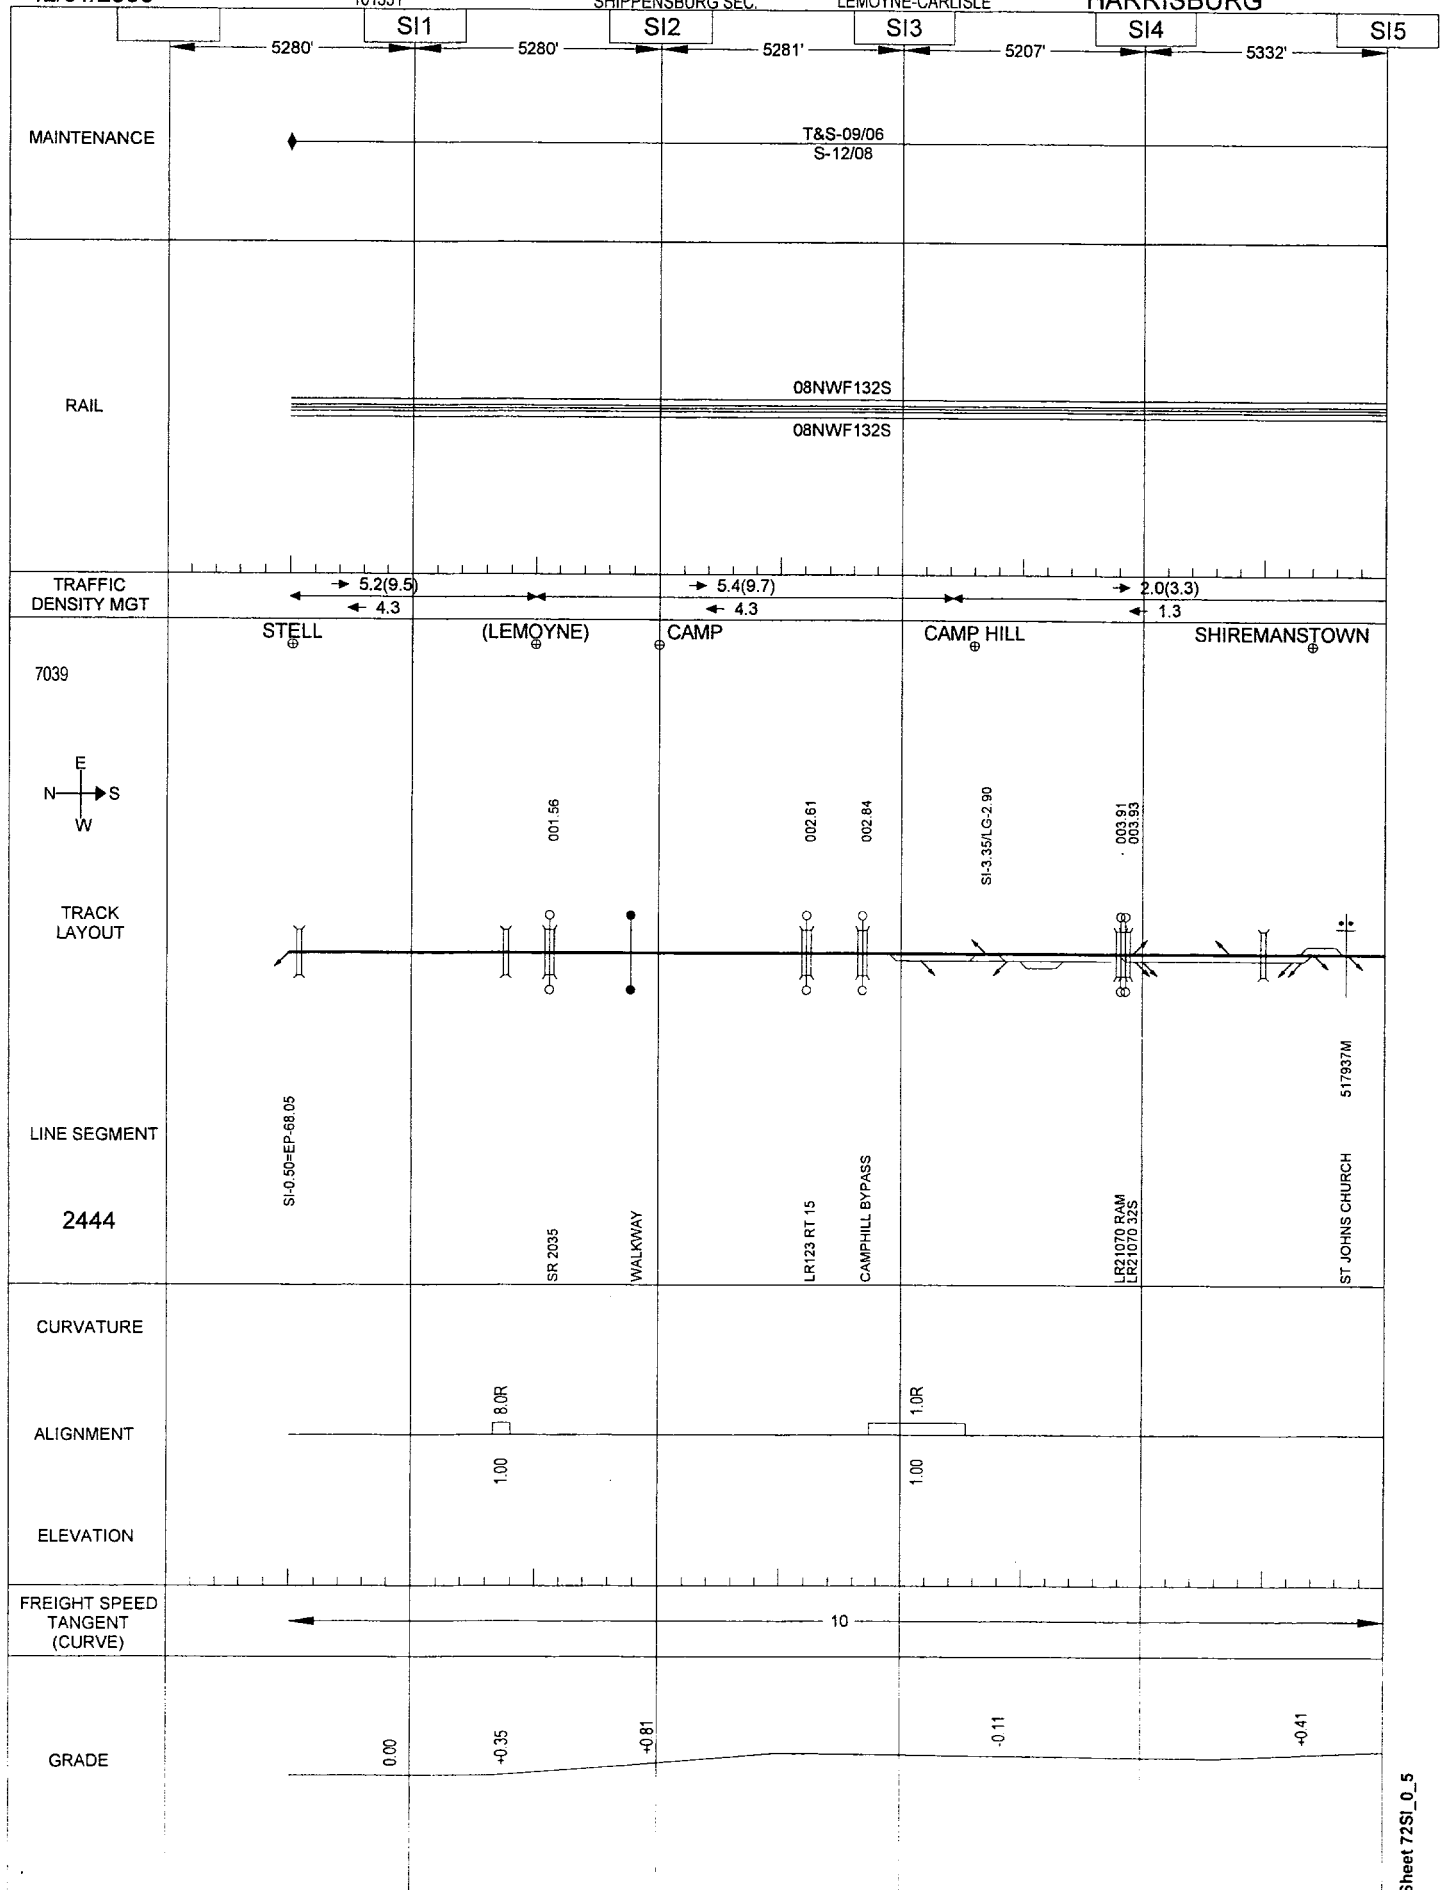 SHIPPENSBURG SEC.
LEMOYNE-CARLISLE
HARRISBURG
SI1
SI2
SI3
SI4
SI5
5280'
5280'
5281'
5207'
5332'
MAINTENANCE
T&S-09/06
S-12/08
RAIL
08NWF132S
08NWF132S
TRAFFIC
DENSITY MGT
5.2(9.5)
4.3
5.4(9.7)
4.3
2.0(3.3)
1.3
STELL
(LEMOYNE)
CAMP
CAMP HILL
SHIREMANSTOWN
7039
E
N
S
W
001.56
002.61
002.84
SI-3.35/LG-2.90
003.91
003.93
TRACK
LAYOUT
517937M
LINE SEGMENT
2444
SI-0.50=EP-68.05
SR 2035
WALKWAY
LR123 RT 15
CAMPHILL BYPASS
LR21070 RAM
LR21070 32S
ST JOHNS CHURCH
CURVATURE
8.0R
1.0R
ALIGNMENT
1.00
1.00
ELEVATION
FREIGHT SPEED
TANGENT
(CURVE)
10
GRADE
0.00
+0.35
+0.81
-0.11
+0.41
Sheet 72SI_0_5